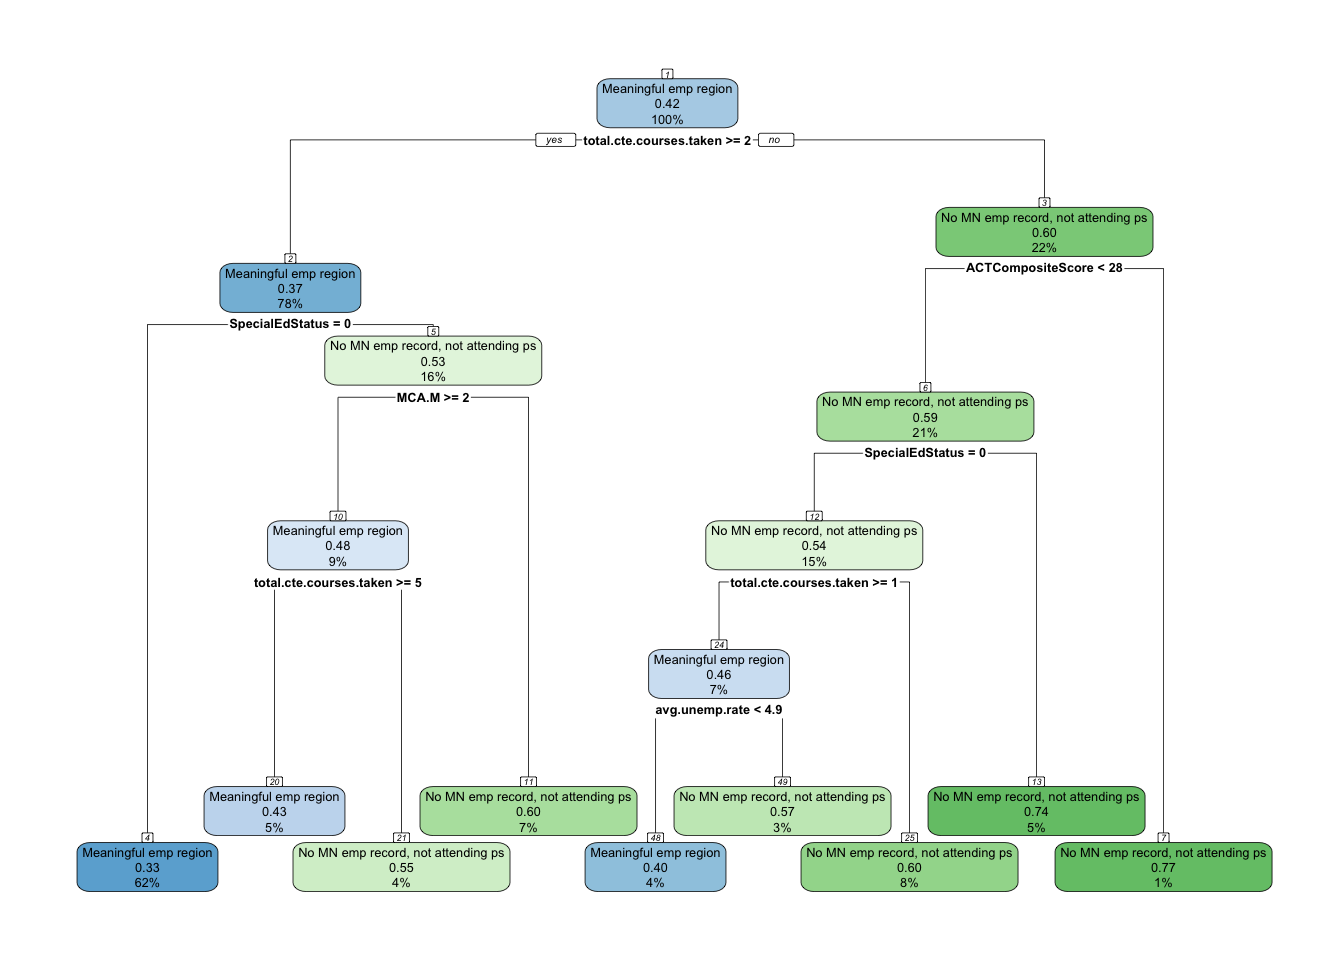 1
Meaningful emp region
0.42
100%
yes
total.cte.courses.taken >= 2
no
3
No MN emp record, not attending ps
0.60
22%
2
Meaningful emp region
0.37
78%
ACTCompositeScore < 28
SpecialEdStatus = 0
5
No MN emp record, not attending ps
0.53
16%
MCA.M >= 2
6
No MN emp record, not attending ps
0.59
21%
SpecialEdStatus = 0
10
Meaningful emp region
0.48
9%
12
No MN emp record, not attending ps
0.54
15%
total.cte.courses.taken >= 5
total.cte.courses.taken >= 1
24
Meaningful emp region
0.46
7%
avg.unemp.rate < 4.9
20
Meaningful emp region
0.43
5%
11
No MN emp record, not attending ps
0.60
7%
49
No MN emp record, not attending ps
0.57
3%
13
No MN emp record, not attending ps
0.74
5%
4
Meaningful emp region
0.33
62%
21
No MN emp record, not attending ps
0.55
4%
48
Meaningful emp region
0.40
4%
25
No MN emp record, not attending ps
0.60
8%
7
No MN emp record, not attending ps
0.77
1%